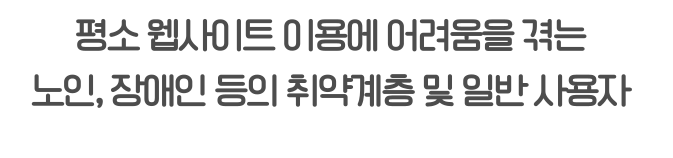 평소 웹사이트 이용에 어려움을 겪는
노인, 장애인 등의 취약계층 및 일반 사용자